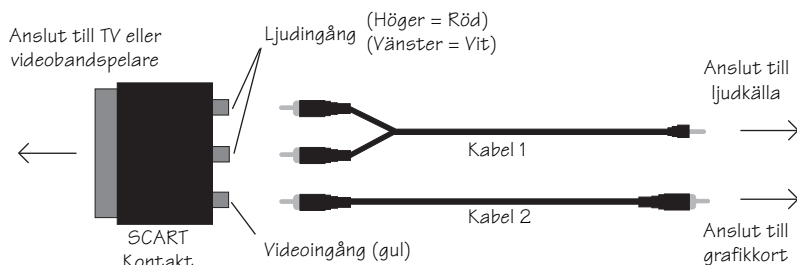 Anslut till TV eller
videobandspelare
Ljudingång
(Höger = Röd)
(Vänster = Vit)
Anslut till
ljudkälla
Kabel 1
Kabel 2
SCART
Kontakt
Videoingång (gul)
Anslut till
grafikkort